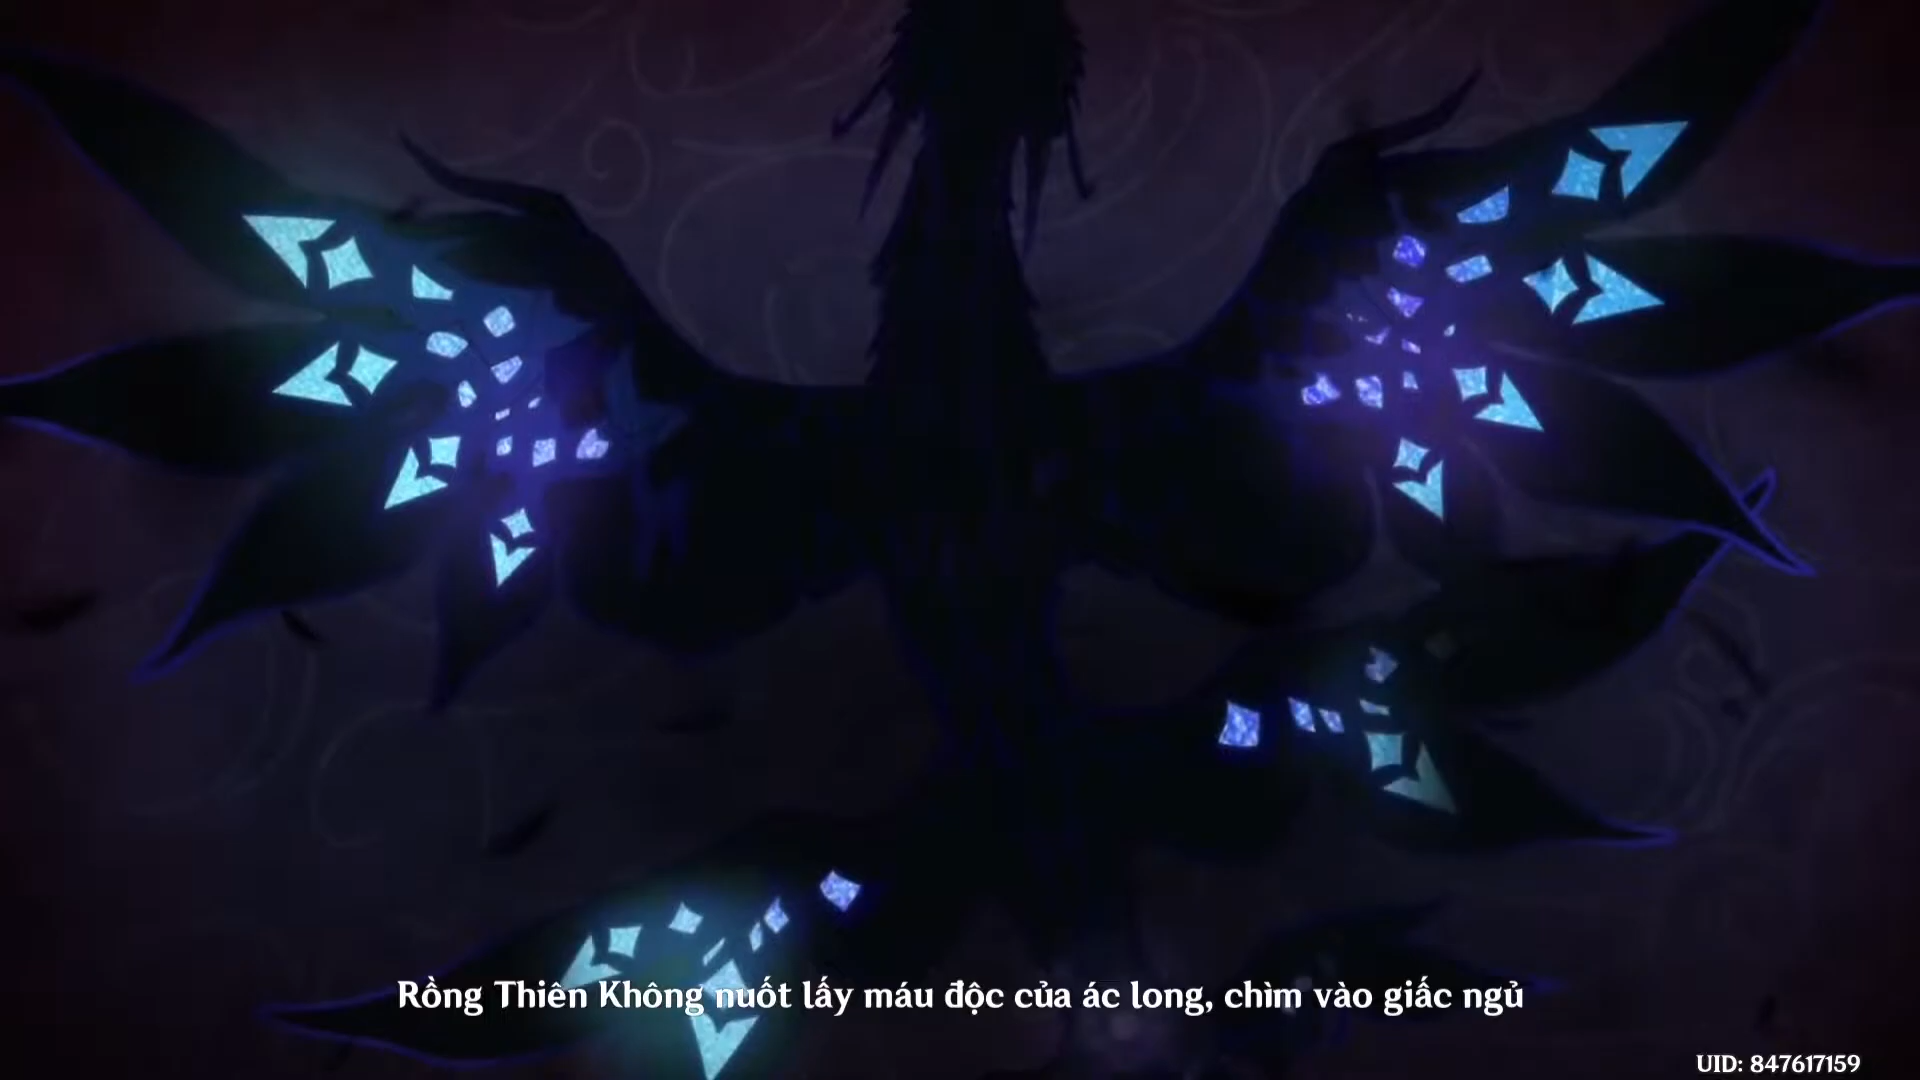 Rồng Thiên Không nuốt lấy máu độc của ác long, chìm vào giấc ngủ
UID: 847617159